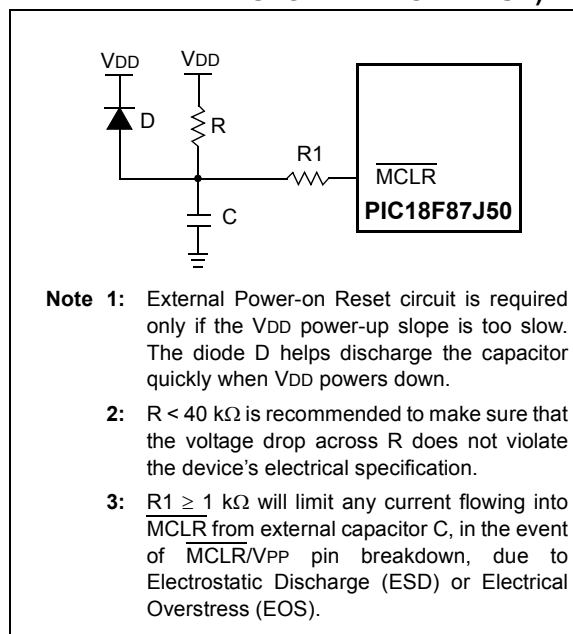 VDD VDD
D
R
R1
MCLR
PIC18F87J50
C
Note 1: External Power-on Reset circuit is required
only if the VDD power-up slope is too slow.
The diode D helps discharge the capacitor
quickly when VDD powers down.
2: R < 40 kΩ is recommended to make sure that
the voltage drop across R does not violate
the device's electrical specification.
3: R1 ≥ 1 kΩ will limit any current flowing into
MCLR from external capacitor C, in the event
of MCLR/VPP pin breakdown, due to
Electrostatic Discharge (ESD) or Electrical
Overstress (EOS).